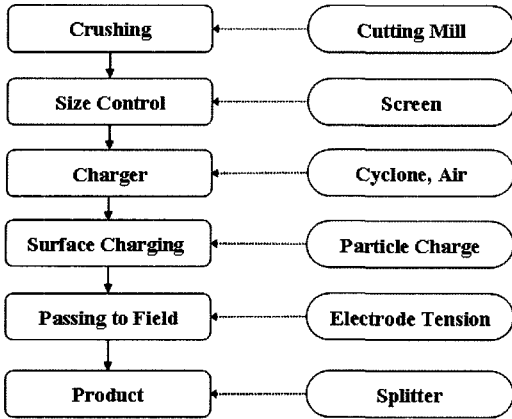 Crushing
Cutting Mill
Size Control
Screen
Charger
Cyclone, Air
Surface Charging
Particle Charge
Passing to Field
Electrode Tension
Product
Splitter